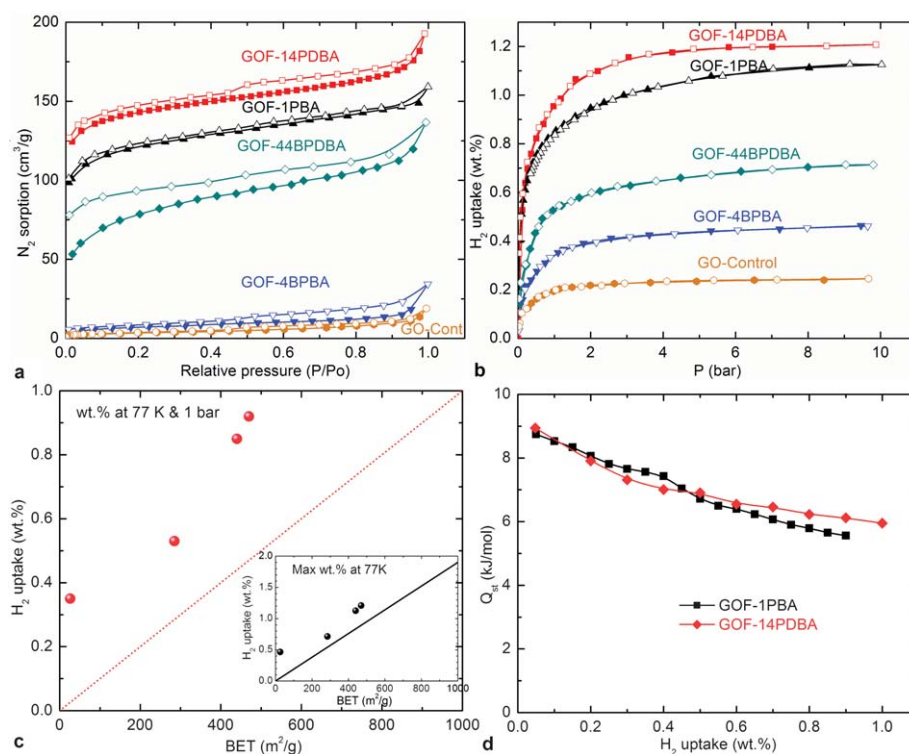 200
150
100
50
0
N₂ sorption (cm³/g)
GOF-14PDBA
GOF-1PBA
GOF-44BPDBA
GOF-4BPBA
GO-Cont
0.0 0.2 0.4 0.6 0.8 1.0
Relative pressure (P/Po)
a
1.2
1.0
0.8
0.6
0.4
0.2
0.0
H₂ uptake (wt.%)
GOF-14PDBA
GOF-1PBA
GOF-44BPDBA
GOF-4BPBA
GO-Control
0 2 4 6 8 10
P (bar)
b
1.0
0.8
0.6
0.4
0.2
0.0
H₂ uptake (wt.%)
wt.% at 77 K & 1 bar
2.0
1.5
1.0
0.5
0.0
H₂ uptake (wt.%)
Max wt.% at 77K
0 200 400 600 800 1000
BET (m²/g)
0 200 400 600 800 1000
BET (m²/g)
c
10
8
6
4
2
0
Qst (kJ/mol)
GOF-1PBA
GOF-14PDBA
0.0 0.2 0.4 0.6 0.8 1.0
H₂ uptake (wt.%)
d